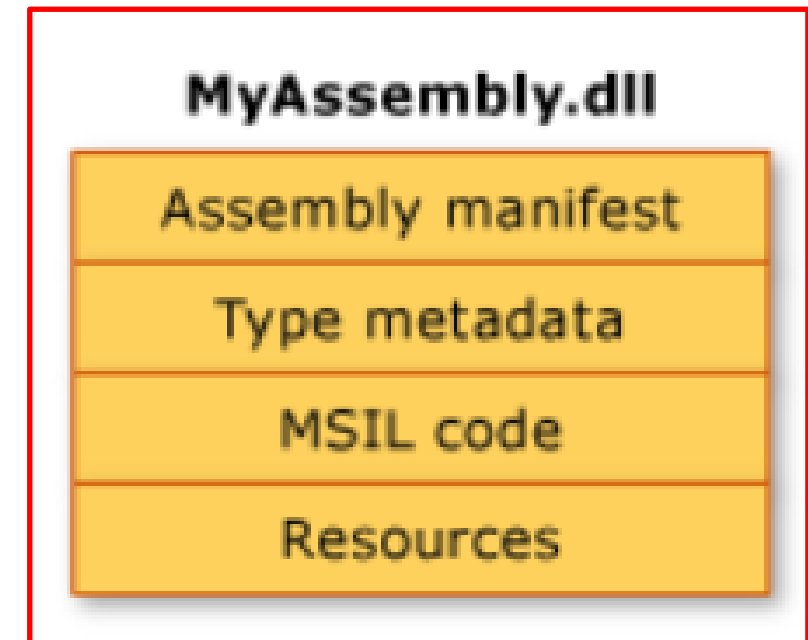 MyAssembly.dll
Assembly manifest
Type metadata
MSIL code
Resources